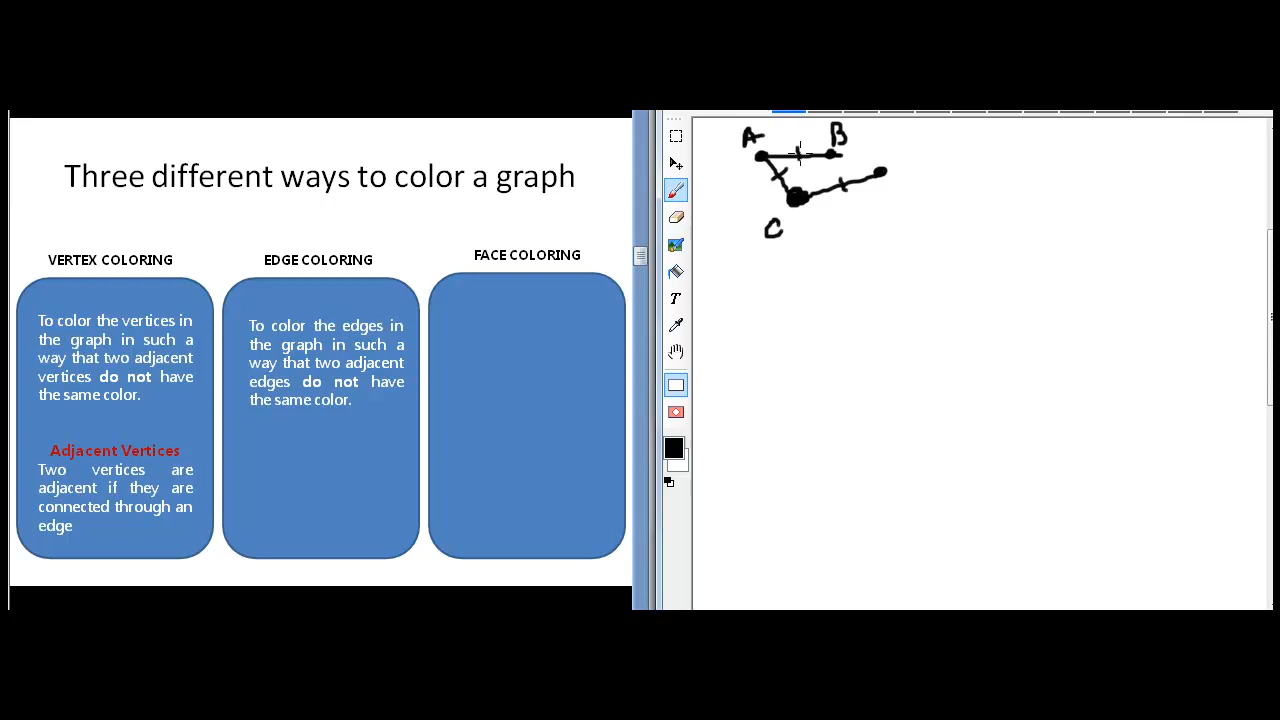 Three different ways to color a graph
VERTEX COLORING
To color the vertices in
the graph in such a
way that two adjacent
vertices do not have
the same color.
Adjacent Vertices
Two vertices are
adjacent if they are
connected through an
edge
EDGE COLORING
To color the edges in
the graph in such a
way that two adjacent
edges do not have
the same color.
FACE COLORING
A B
C
T